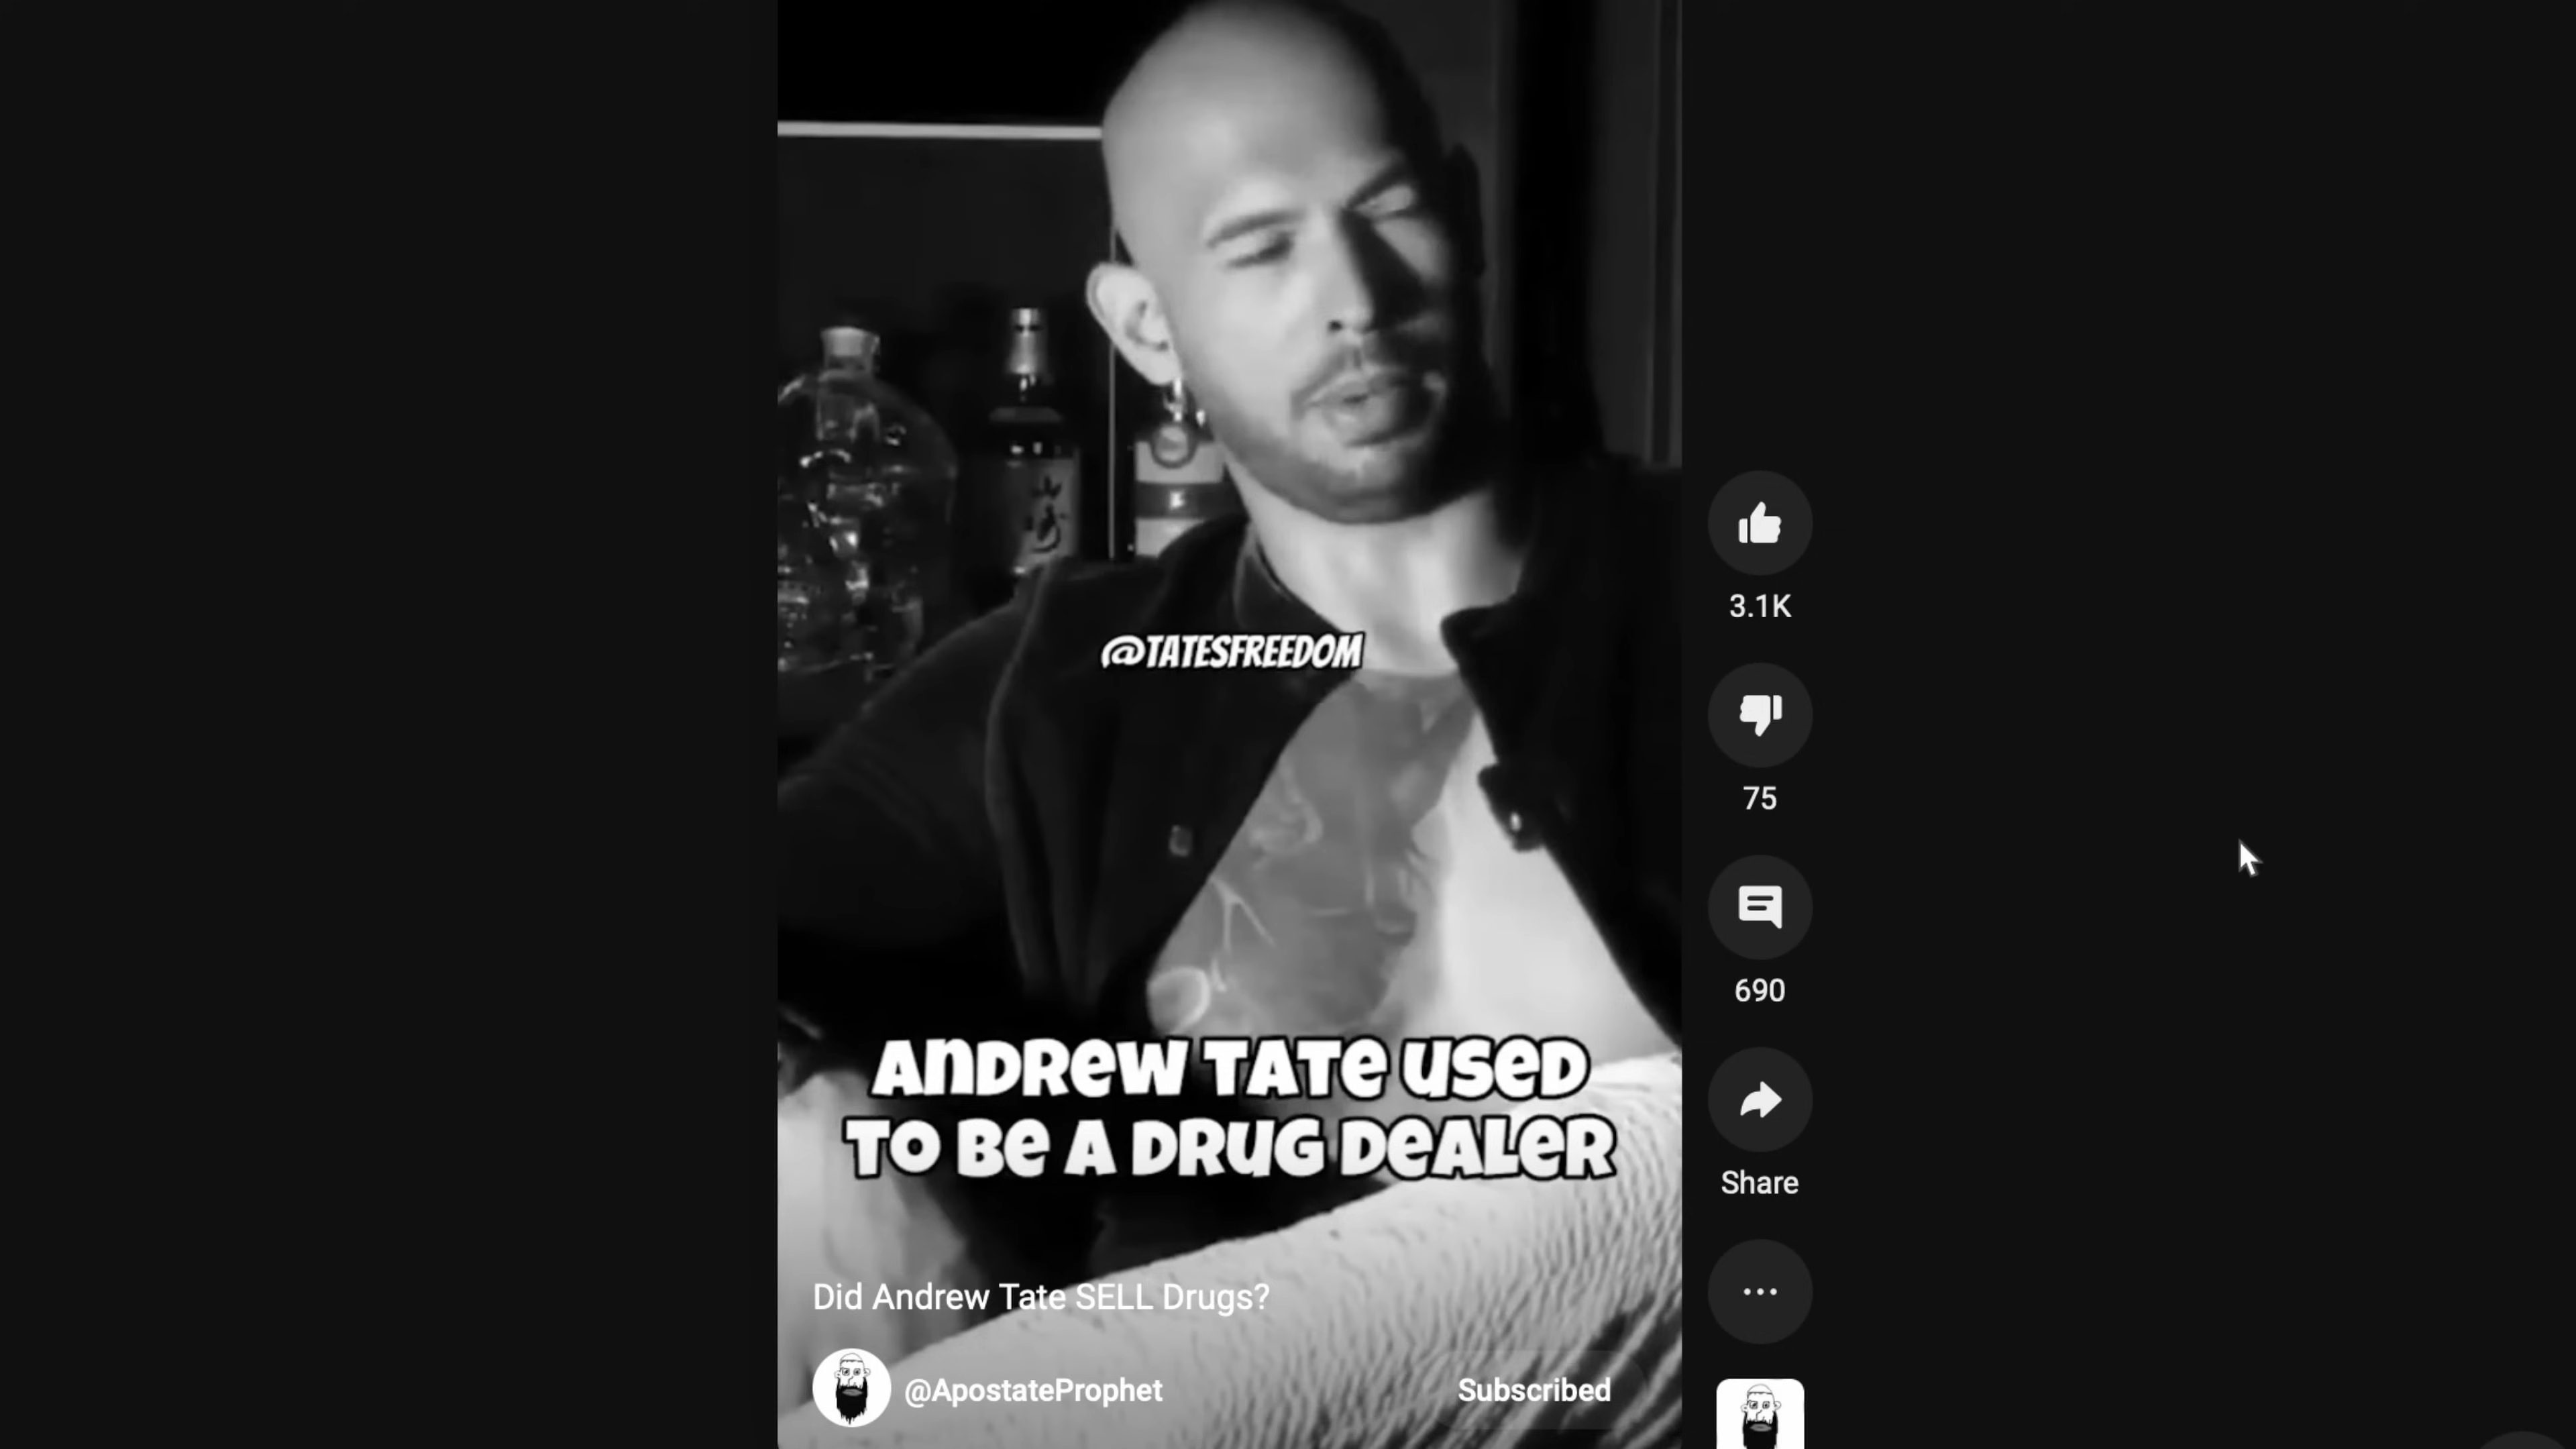 @TATESFREEDOM
ANDREW TATE USED
TO BE A DRUG DEALER
Did Andrew Tate SELL Drugs?
@ApostateProphet
Subscribed
3.1K
75
690
Share